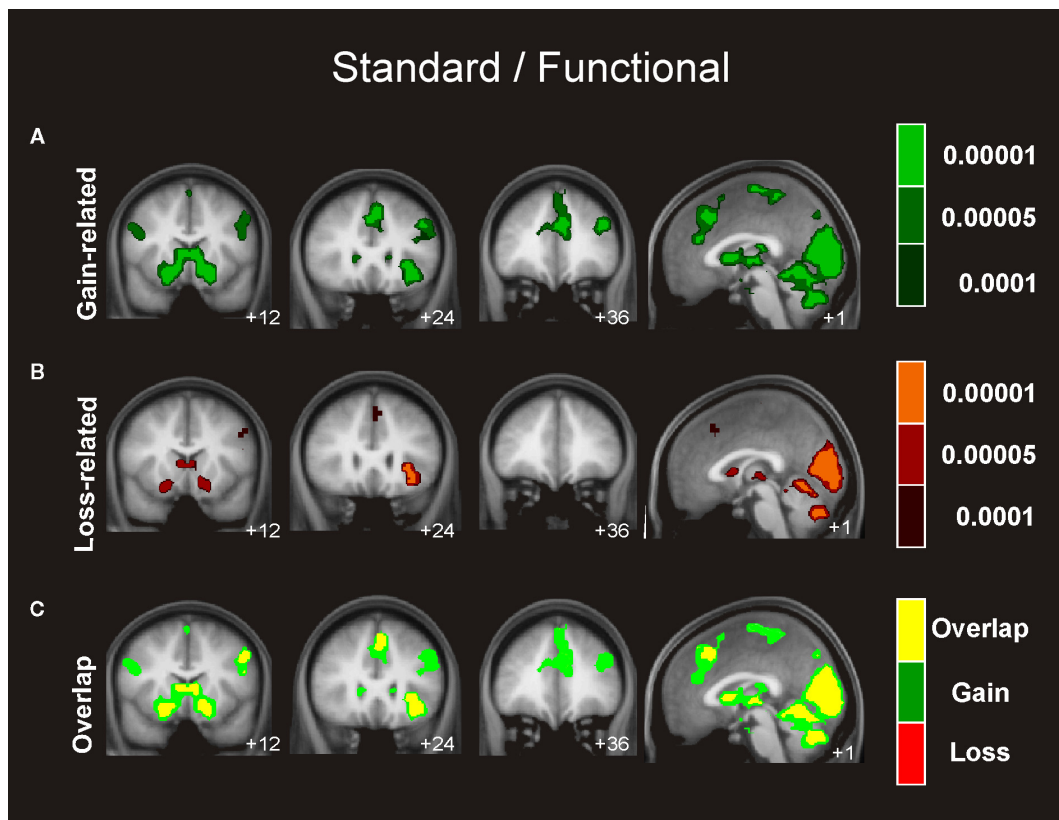 Standard / Functional
A
Gain-related
+12
+24
+36
+1
0.00001
0.00005
0.0001
B
Loss-related
+12
+24
+36
+1
0.00001
0.00005
0.0001
C
Overlap
+12
+24
+36
+1
Overlap
Gain
Loss